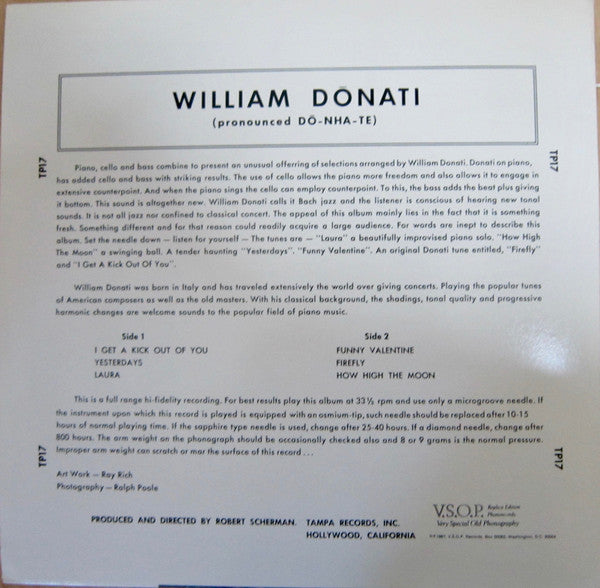 WILLIAM DŌNATI
(pronounced DŌ-NHA-TE)
TP17
TP17
Piano, cello and bass combine to present an unusual offerring of selections arranged by William Donati. Donati on piano,
has added cello and bass with striking results. The use of cello allows the piano more freedom and also allows it to engage in
extensive counterpoint. And when the piano sings the cello can employ counterpoint. To this, the bass adds the beat plus giving
it bottom. This sound is altogether new. William Donati calls it Bach jazz and the listener is conscious of hearing new tonal
sounds. It is not all jazz nor confined to classical concert. The appeal of this album mainly lies in the fact that it is something
fresh. Something different and for that reason could readily acquire a large audience. For words are inept to describe this
album. Set the needle down — listen for yourself — The tunes are — "Laura" a beautifully improvised piano solo. "How High
The Moon" a swinging ball. A tender haunting "Yesterdays". "Funny Valentine". An original Donati tune entitled, "Firefly"
and "I Get A Kick Out Of You".
William Donati was born in Italy and has traveled extensively the world over giving concerts. Playing the popular tunes
of American composers as well as the old masters. With his classical background, the shadings, tonal quality and progressive
harmonic changes are welcome sounds to the popular field of piano music.
Side 1
I GET A KICK OUT OF YOU
YESTERDAYS
LAURA
Side 2
FUNNY VALENTINE
FIREFLY
HOW HIGH THE MOON
This is a full range hi-fidelity recording. For best results play this album at 33⅓ rpm and use only a microgroove needle. If
the instrument upon which this record is played is equipped with an osmium-tip, such needle should be replaced after 10-15
hours of normal playing time. If the sapphire type needle is used, change after 25-40 hours. If a diamond needle, change after
800 hours. The arm weight on the phonograph should be occasionally checked also and 8 or 9 grams is the normal pressure.
Improper arm weight can scratch or mar the surface of this record . . .
TP17
TP17
Art Work — Ray Rich
Photography — Ralph Poole
PRODUCED AND DIRECTED BY ROBERT SCHERMAN. TAMPA RECORDS, INC.
HOLLYWOOD, CALIFORNIA
V.S.O.P. Replica Edition
Phonorecords
Very Special Old Phonography
V.S.O.P. Records, Box Washington, D.C.